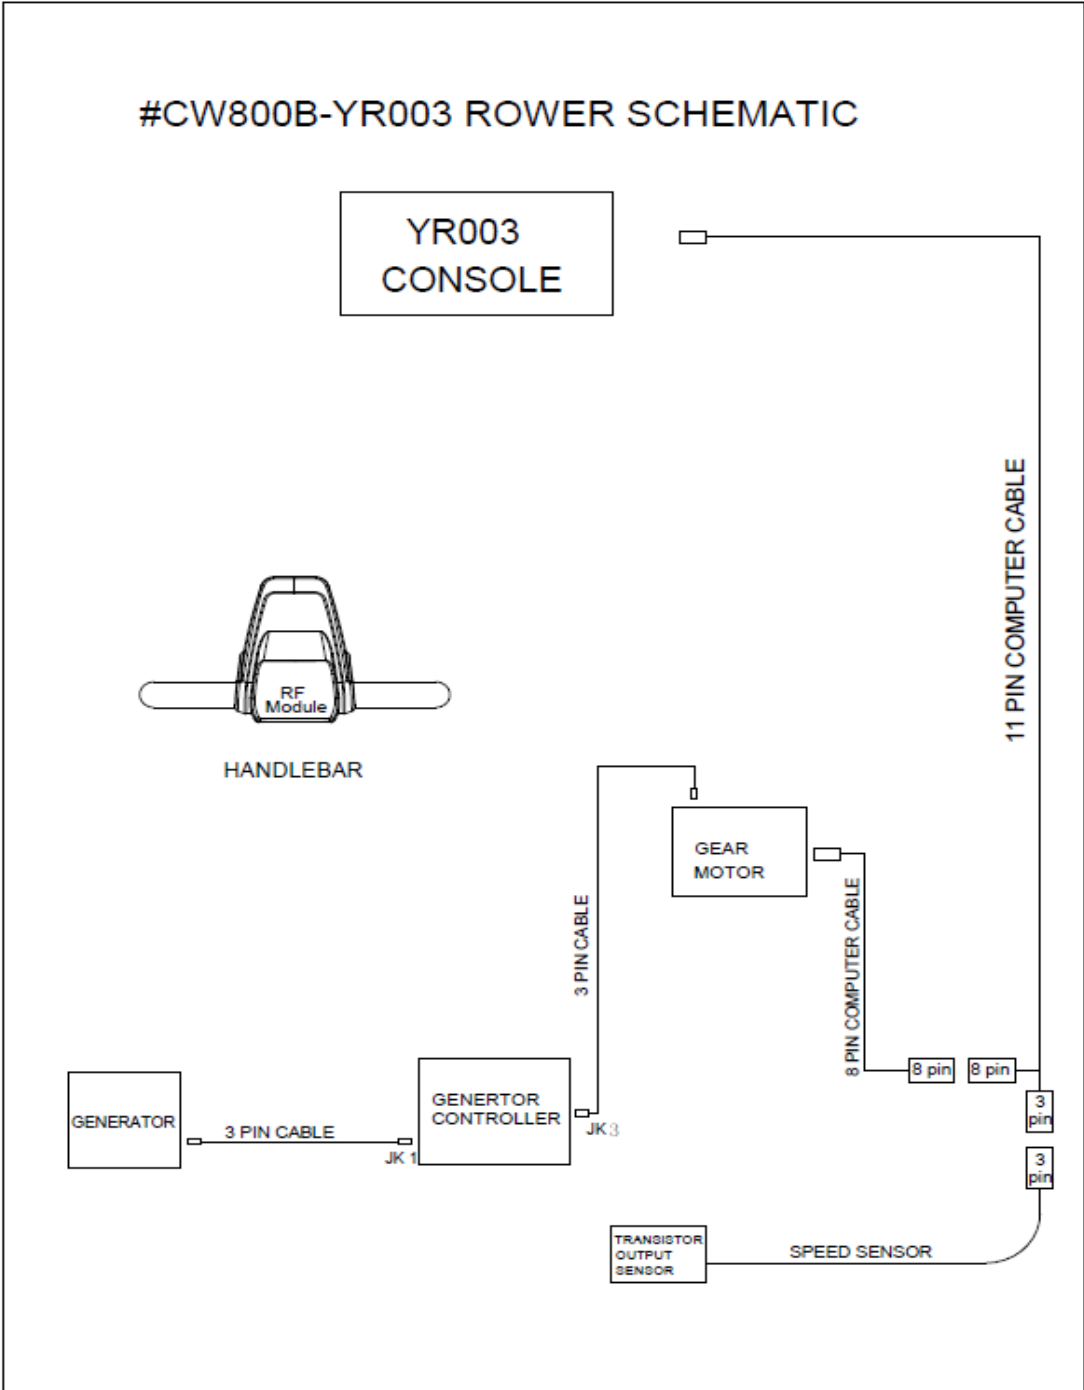 #CW800B-YR003 ROWER SCHEMATIC
YR003
CONSOLE
11 PIN COMPUTER CABLE
RF
Module
HANDLEBAR
GEAR
MOTOR
3 PIN CABLE
8 PIN COMPUTER CABLE
8 pin
8 pin
3
pin
GENERATOR
3 PIN CABLE
JK 1
GENERTOR
CONTROLLER
JK 3
3
pin
TRANSISTOR
OUTPUT
SENSOR
SPEED SENSOR